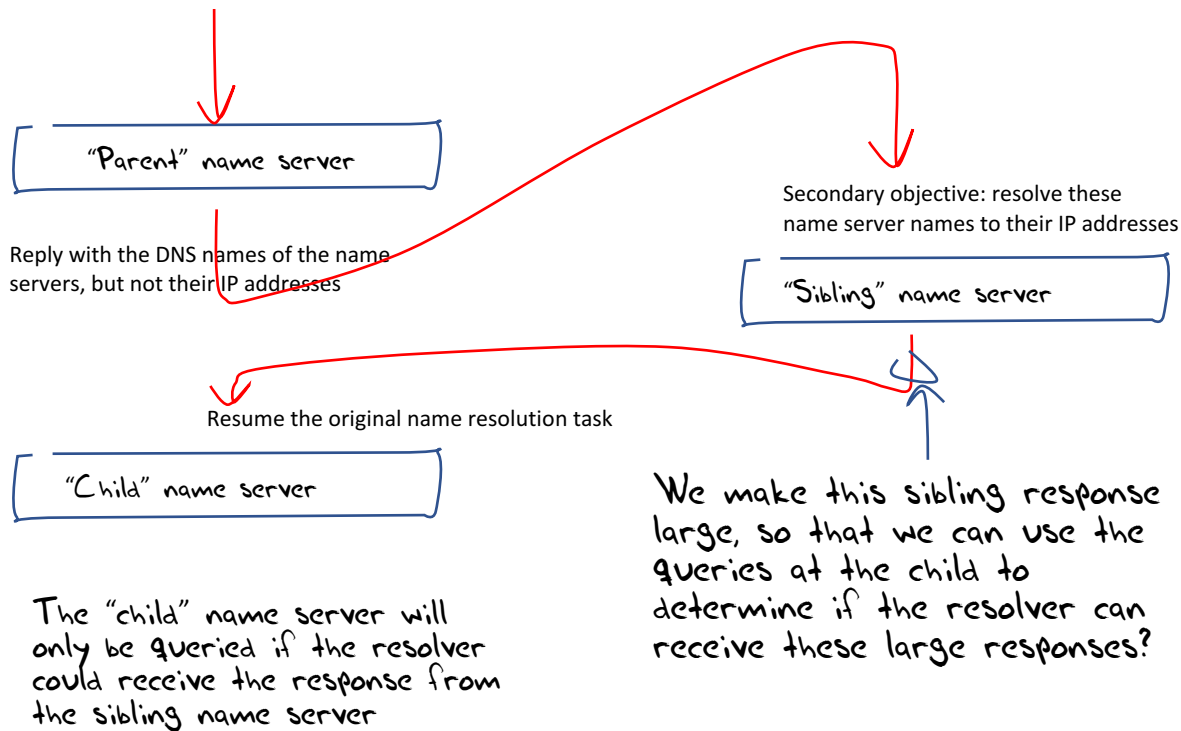 “Parent” name server
Reply with the DNS names of the name
servers, but not their IP addresses
Secondary objective: resolve these
name server names to their IP addresses
“Sibling” name server
Resume the original name resolution task
“Child” name server
We make this sibling response
large, so that we can use the
queries at the child to
determine if the resolver can
receive these large responses?
The “child” name server will
only be queried if the resolver
could receive the response from
the sibling name server